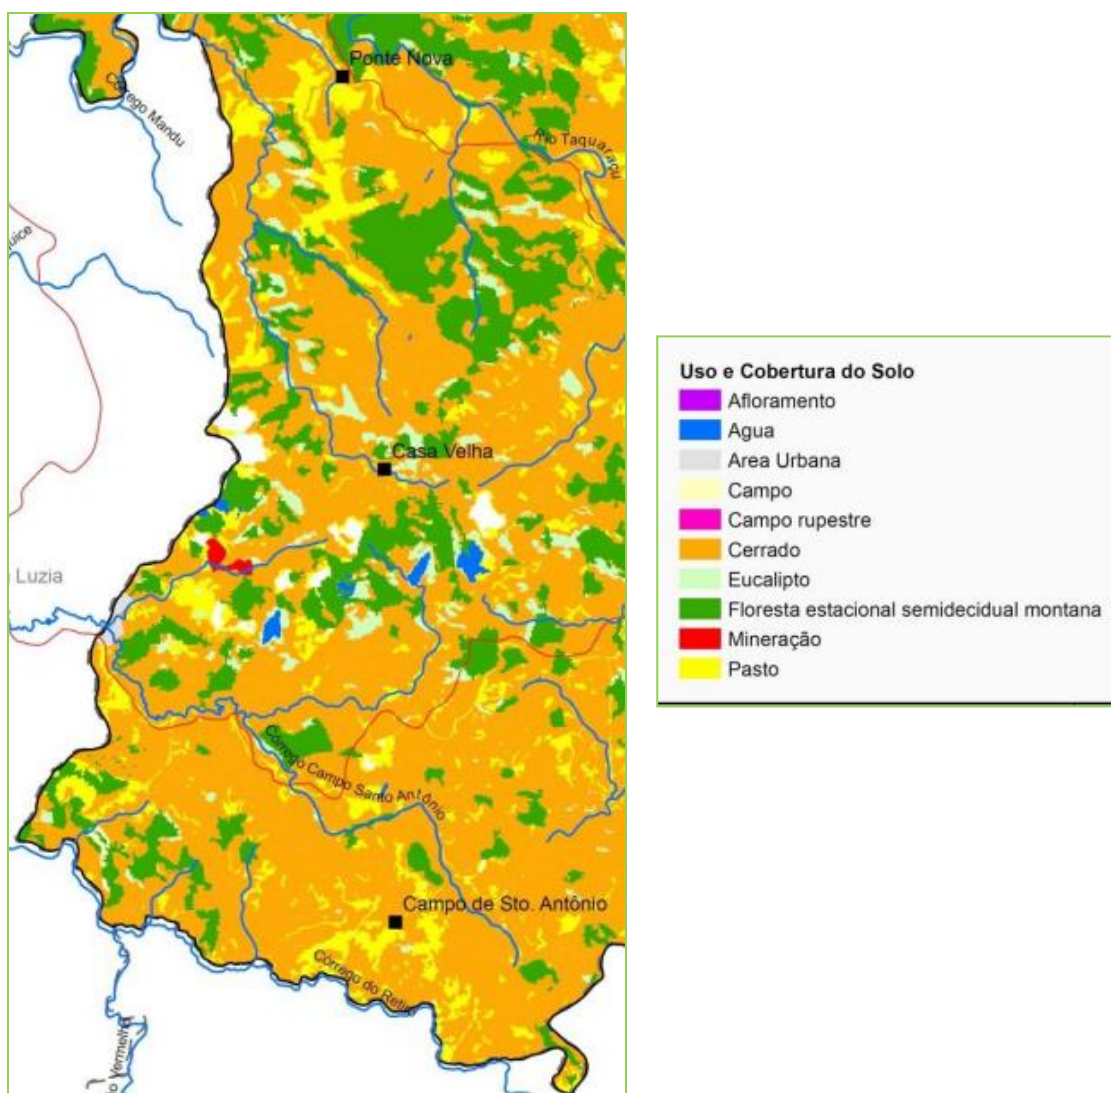 Ponte Nova
Córrego Mandu
Rio Taquaraçu
Casa Velha
Luzia
Córrego Campo Santo Antônio
Campo de Sto. Antônio
Córrego do Retiro
Vermelho
Uso e Cobertura do Solo
Afloramento
Agua
Area Urbana
Campo
Campo rupestre
Cerrado
Eucalipto
Floresta estacional semidecidual montana
Mineração
Pasto